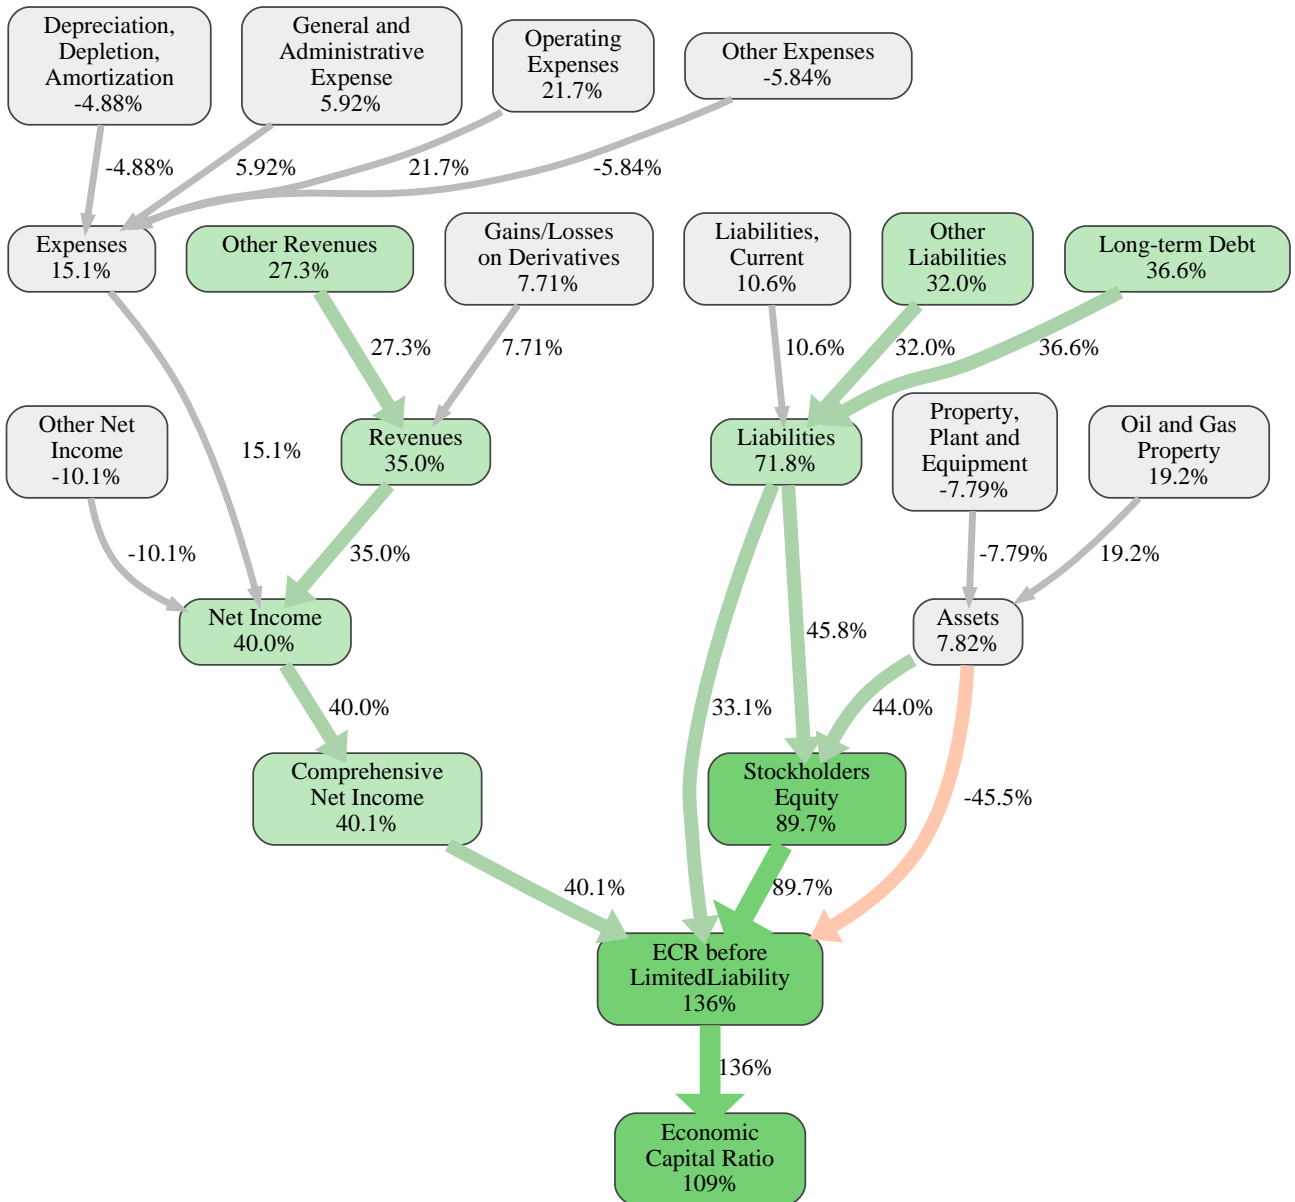 Depreciation,
Depletion,
Amortization
-4.88%
General and
Administrative
Expense
5.92%
Operating
Expenses
21.7%
Other Expenses
-5.84%
-4.88%
5.92%
21.7%
-5.84%
Expenses
15.1%
Other Revenues
27.3%
Gains/Losses
on Derivatives
7.71%
Liabilities,
Current
10.6%
Other
Liabilities
32.0%
Long-term Debt
36.6%
27.3%
7.71%
10.6%
32.0%
36.6%
Other Net
Income
-10.1%
15.1%
Revenues
35.0%
Liabilities
71.8%
Property,
Plant and
Equipment
-7.79%
Oil and Gas
Property
19.2%
-10.1%
35.0%
-7.79%
19.2%
Net Income
40.0%
45.8%
Assets
7.82%
40.0%
33.1%
44.0%
Comprehensive
Net Income
40.1%
Stockholders
Equity
89.7%
-45.5%
40.1%
89.7%
ECR before
LimitedLiability
136%
136%
Economic
Capital Ratio
109%